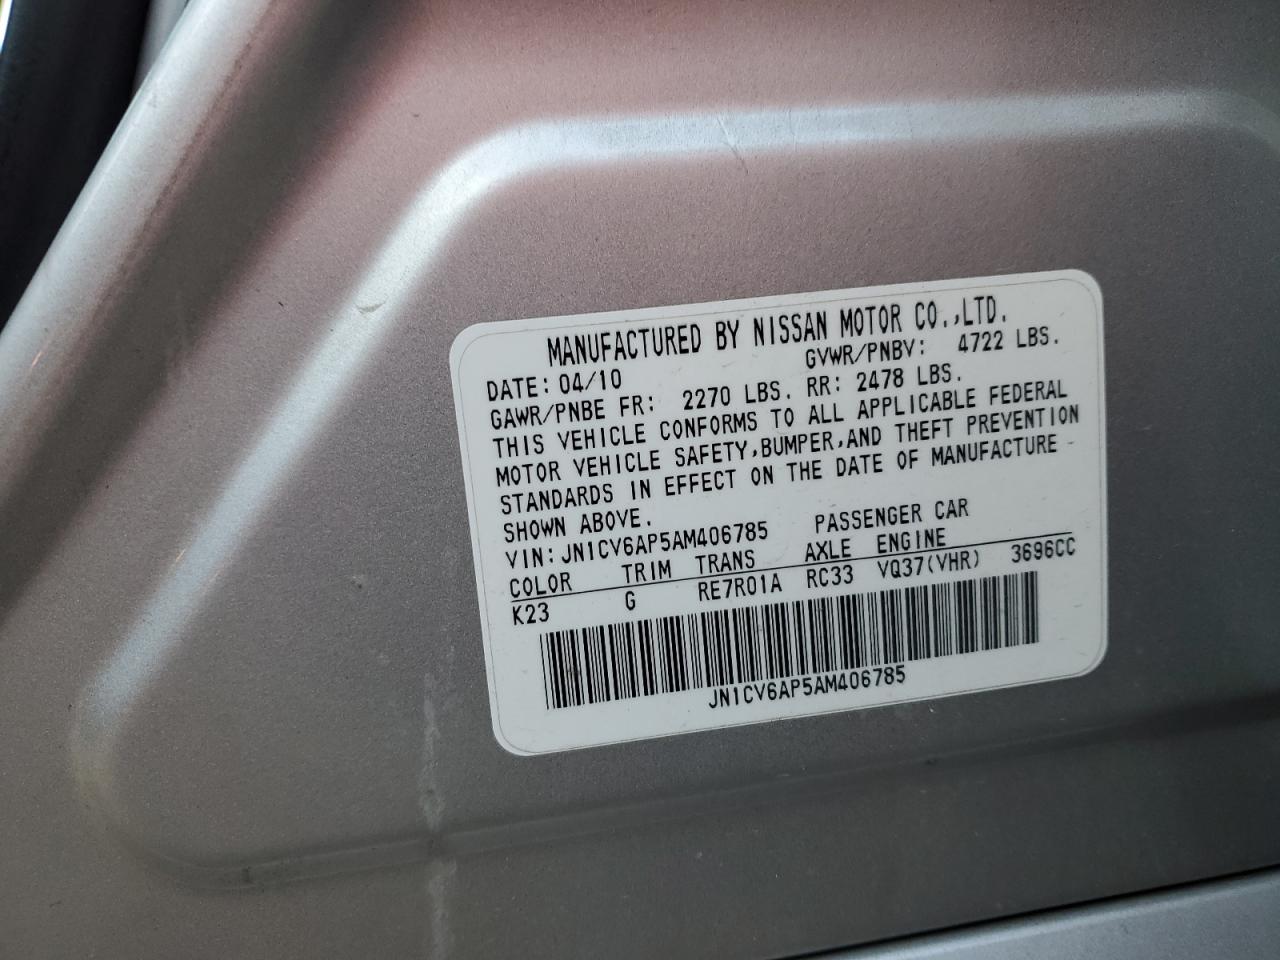 MANUFACTURED BY NISSAN MOTOR CO.,LTD.
DATE: 04/10 GVWR/PNBV: 4722 LBS.
GAWR/PNBE FR: 2270 LBS. RR: 2478 LBS.
THIS VEHICLE CONFORMS TO ALL APPLICABLE FEDERAL
MOTOR VEHICLE SAFETY,BUMPER,AND THEFT PREVENTION
STANDARDS IN EFFECT ON THE DATE OF MANUFACTURE
SHOWN ABOVE.
VIN: JN1CV6AP5AM406785 PASSENGER CAR
COLOR TRIM TRANS AXLE ENGINE
K23 G RE7R01A RC33 VQ37(VHR) 3696CC
JN1CV6AP5AM406785